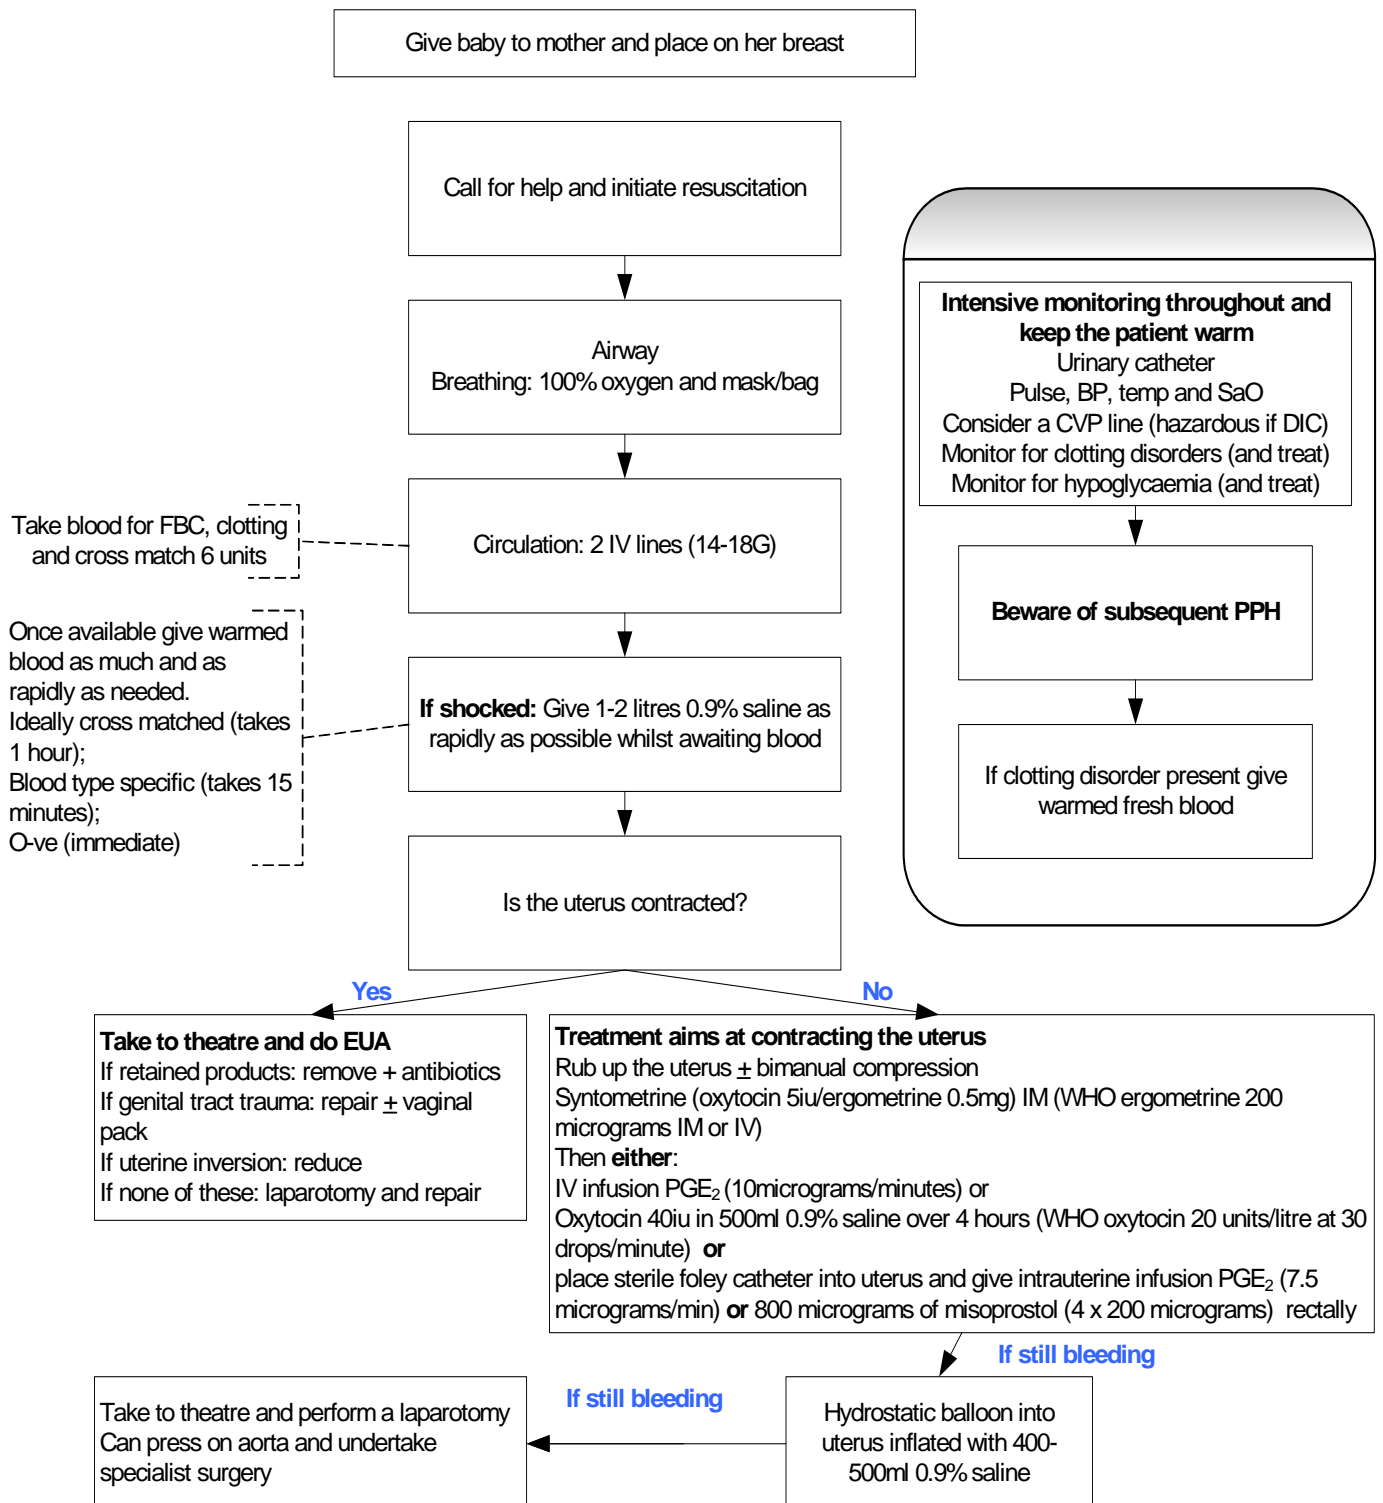 Give baby to mother and place on her breast
Call for help and initiate resuscitation
Airway
Breathing: 100% oxygen and mask/bag
Take blood for FBC, clotting
and cross match 6 units
Circulation: 2 IV lines (14-18G)
Once available give warmed
blood as much and as
rapidly as needed.
Ideally cross matched (takes
1 hour);
Blood type specific (takes 15
minutes);
O-ve (immediate)
If shocked: Give 1-2 litres 0.9% saline as
rapidly as possible whilst awaiting blood
Is the uterus contracted?
Intensive monitoring throughout and
keep the patient warm
Urinary catheter
Pulse, BP, temp and SaO
Consider a CVP line (hazardous if DIC)
Monitor for clotting disorders (and treat)
Monitor for hypoglycaemia (and treat)
Beware of subsequent PPH
If clotting disorder present give
warmed fresh blood
Yes
No
Take to theatre and do EUA
If retained products: remove + antibiotics
If genital tract trauma: repair ± vaginal
pack
If uterine inversion: reduce
If none of these: laparotomy and repair
Treatment aims at contracting the uterus
Rub up the uterus ± bimanual compression
Syntometrine (oxytocin 5iu/ergometrine 0.5mg) IM (WHO ergometrine 200
micrograms IM or IV)
Then either:
IV infusion PGE₂ (10micrograms/minutes) or
Oxytocin 40iu in 500ml 0.9% saline over 4 hours (WHO oxytocin 20 units/litre at 30
drops/minute) or
place sterile foley catheter into uterus and give intrauterine infusion PGE₂ (7.5
micrograms/min) or 800 micrograms of misoprostol (4 x 200 micrograms) rectally
If still bleeding
Hydrostatic balloon into
uterus inflated with 400-
500ml 0.9% saline
If still bleeding
Take to theatre and perform a laparotomy
Can press on aorta and undertake
specialist surgery